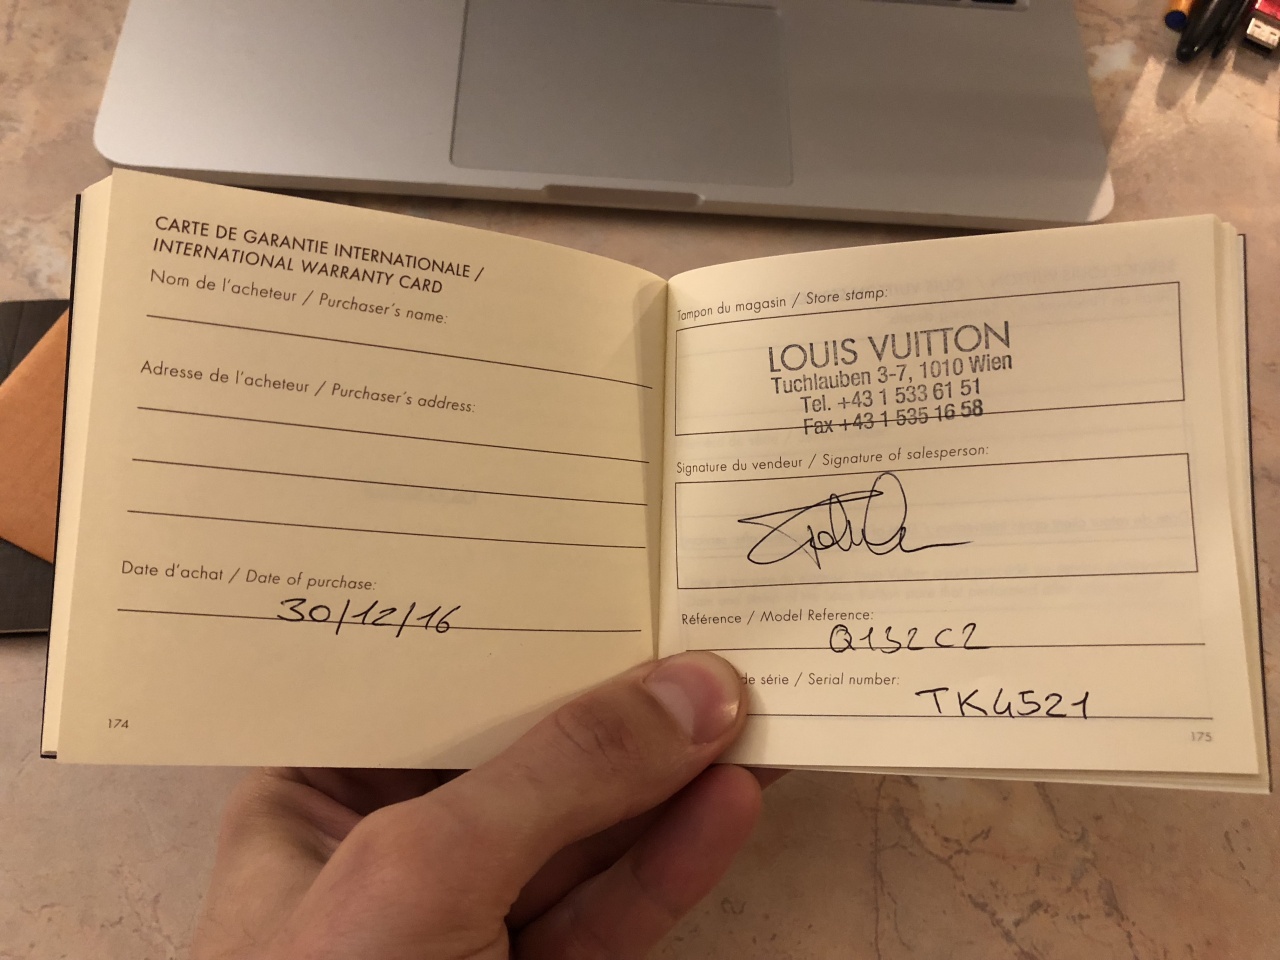 CARTE DE GARANTIE INTERNATIONALE /
INTERNATIONAL WARRANTY CARD
Nom de l'acheteur / Purchaser's name:
Adresse de l'acheteur / Purchaser's address:
Date d'achat / Date of purchase:
30/12/16
174
Tampon du magasin / Store stamp:
LOUIS VUITTON
Tuchlauben 3-7, 1010 Wien
Tel. +43 1 533 61 51
Fax +43 1 535 16 58
Signature du vendeur / Signature of salesperson:
Référence / Model Reference:
Q132C2
de série / Serial number:
TK4521
175